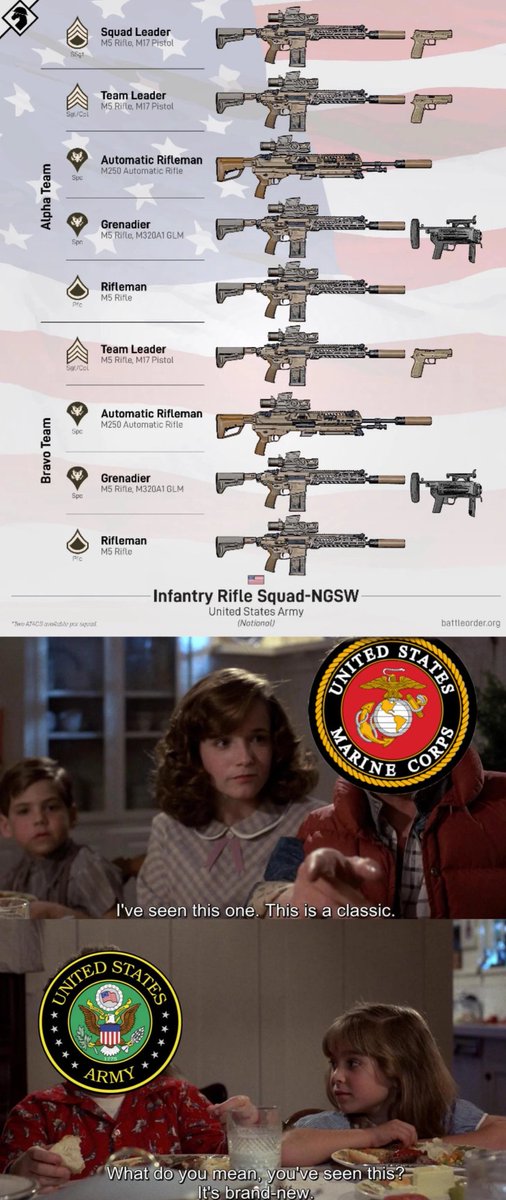 SSgt
Squad Leader
M5 Rifle, M17 Pistol
Sgt/Cpl
Team Leader
M5 Rifle, M17 Pistol
Alpha Team
Spc
Automatic Rifleman
M250 Automatic Rifle
Spc
Grenadier
M5 Rifle, M320A1 GLM
Pfc
Rifleman
M5 Rifle
Sgt/Cpl
Team Leader
M5 Rifle, M17 Pistol
Bravo Team
Spc
Automatic Rifleman
M250 Automatic Rifle
Spc
Grenadier
M5 Rifle, M320A1 GLM
Pfc
Rifleman
M5 Rifle
Infantry Rifle Squad-NGSW
United States Army
(Notional)
*Two AT4CS available per squad.
battleorder.org
UNITED STATES
MARINE CORPS
I've seen this one. This is a classic.
UNITED STATES
1775
ARMY
What do you mean, you've seen this?
It's brand-new.